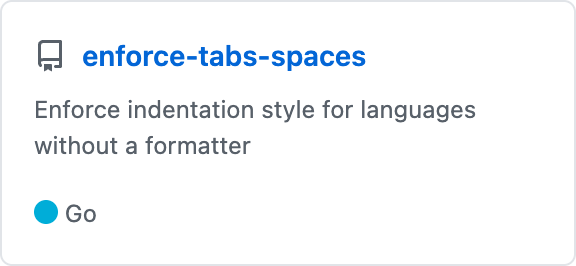 enforce-tabs-spaces
Enforce indentation style for languages
without a formatter
Go